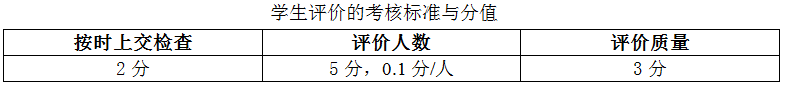 学生评价的考核标准与分值
按时上交检查 评价人数 评价质量
2 分 5 分，0.1 分/人 3 分